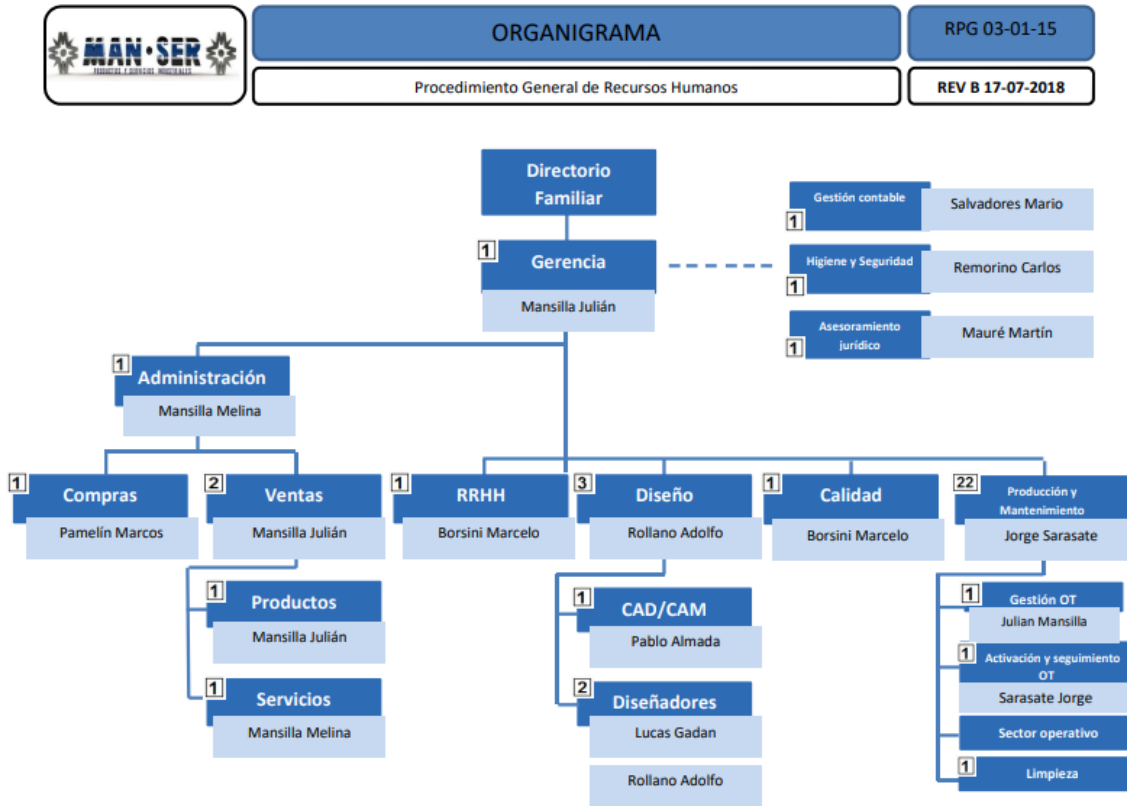 MAN·SER
PRODUCTOS Y SERVICIOS INDUSTRIALES
ORGANIGRAMA
RPG 03-01-15
Procedimiento General de Recursos Humanos
REV B 17-07-2018
Directorio
Familiar
1
Gerencia
Mansilla Julián
Gestión contable
1
Salvadores Mario
Higiene y Seguridad
1
Remorino Carlos
Asesoramiento
jurídico
1
Mauré Martín
1
Administración
Mansilla Melina
1
Compras
Pamelín Marcos
2
Ventas
Mansilla Julián
1
RRHH
Borsini Marcelo
3
Diseño
Rollano Adolfo
1
Calidad
Borsini Marcelo
22
Producción y
Mantenimiento
Jorge Sarasate
1
Productos
Mansilla Julián
1
Servicios
Mansilla Melina
1
CAD/CAM
Pablo Almada
2
Diseñadores
Lucas Gadan
Rollano Adolfo
1
Gestión OT
Julian Mansilla
1
Activación y seguimiento
OT
Sarasate Jorge
Sector operativo
1
Limpieza